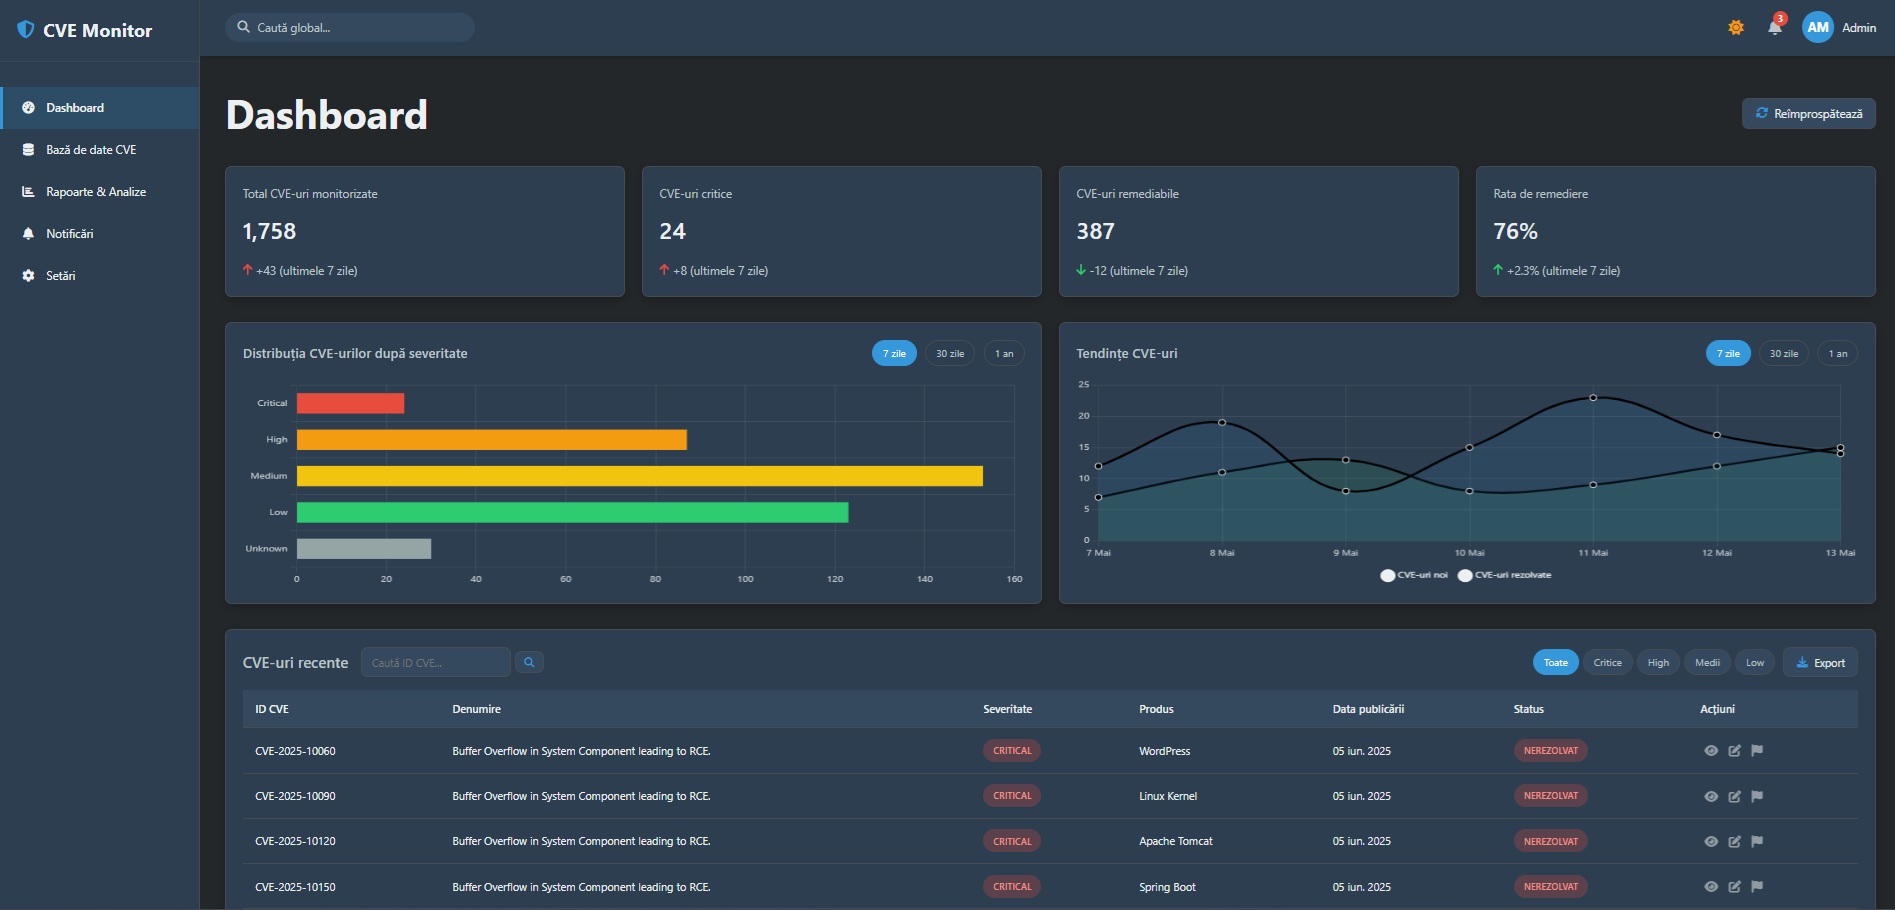 CVE Monitor
Caută global...
3
AM
Admin
Dashboard
Bază de date CVE
Rapoarte & Analize
Notificări
Setări
Dashboard
Reîmprospătează
Total CVE-uri monitorizate
1,758
+43 (ultimele 7 zile)
CVE-uri critice
24
+8 (ultimele 7 zile)
CVE-uri remediabile
387
-12 (ultimele 7 zile)
Rata de remediere
76%
+2.3% (ultimele 7 zile)
Distribuția CVE-urilor după severitate
7 zile 30 zile 1 an
Critical
High
Medium
Low
Unknown
0 20 40 60 80 100 120 140 160
Tendințe CVE-uri
7 zile 30 zile 1 an
25
20
15
10
5
0
7 Mai 8 Mai 9 Mai 10 Mai 11 Mai 12 Mai 13 Mai
CVE-uri noi CVE-uri rezolvate
CVE-uri recente
Caută ID CVE...
Toate Critice High Medii Low Export
ID CVE Denumire Severitate Produs Data publicării Status Acțiuni
CVE-2025-10060 Buffer Overflow in System Component leading to RCE. CRITICAL WordPress 05 iun. 2025 NEREZOLVAT
CVE-2025-10090 Buffer Overflow in System Component leading to RCE. CRITICAL Linux Kernel 05 iun. 2025 NEREZOLVAT
CVE-2025-10120 Buffer Overflow in System Component leading to RCE. CRITICAL Apache Tomcat 05 iun. 2025 NEREZOLVAT
CVE-2025-10150 Buffer Overflow in System Component leading to RCE. CRITICAL Spring Boot 05 iun. 2025 NEREZOLVAT